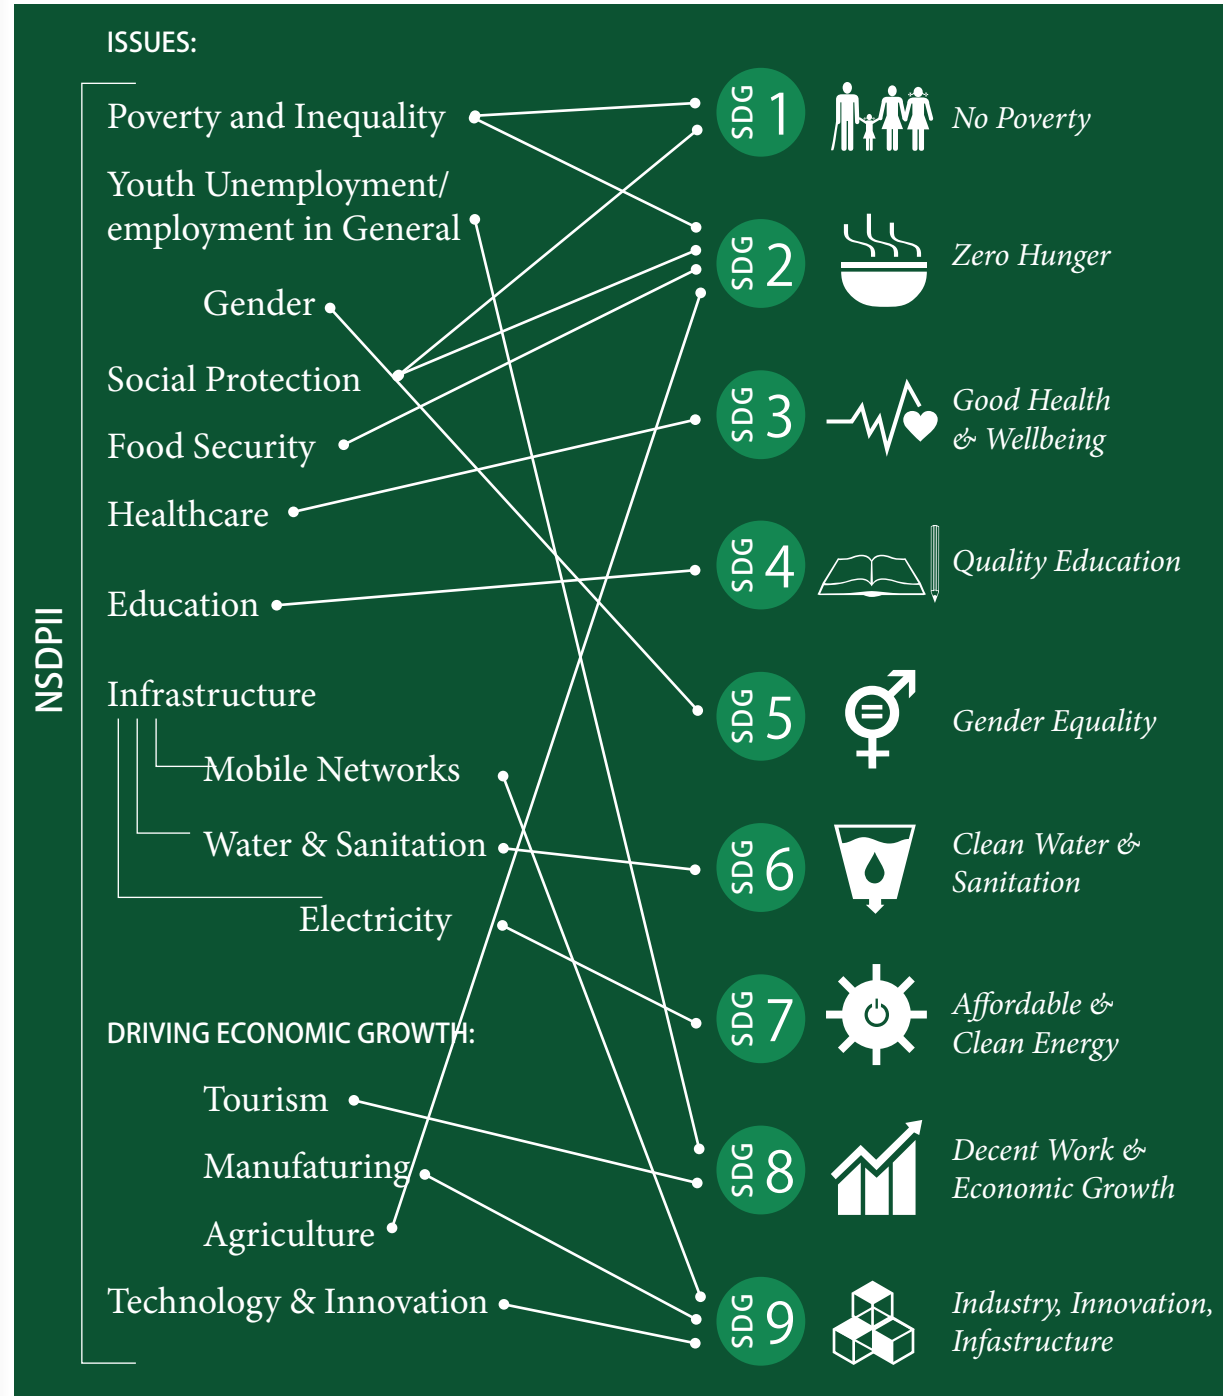 ISSUES:
Poverty and Inequality
Youth Unemployment/
employment in General
Gender
Social Protection
Food Security
Healthcare
Education
Infrastructure
Mobile Networks
Water & Sanitation
Electricity
DRIVING ECONOMIC GROWTH:
Tourism
Manufaturing
Agriculture
Technology & Innovation
NSDPII
SDG 1
No Poverty
SDG 2
Zero Hunger
SDG 3
Good Health
& Wellbeing
SDG 4
Quality Education
SDG 5
Gender Equality
SDG 6
Clean Water &
Sanitation
SDG 7
Affordable &
Clean Energy
SDG 8
Decent Work &
Economic Growth
SDG 9
Industry, Innovation,
Infastructure